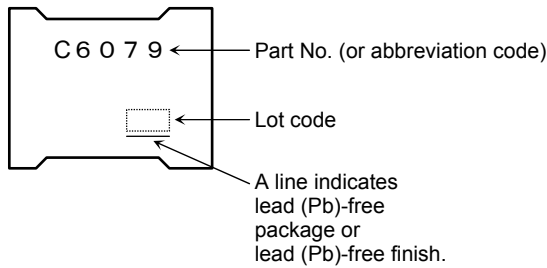 C6079
Part No. (or abbreviation code)
Lot code
A line indicates
lead (Pb)-free
package or
lead (Pb)-free finish.